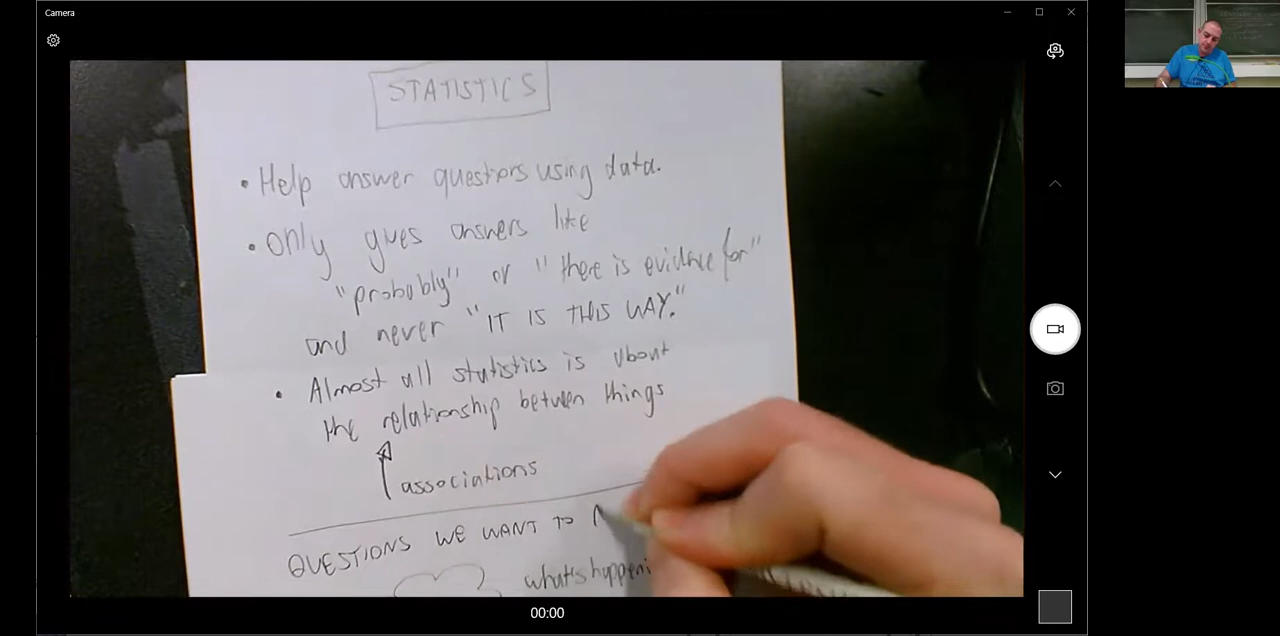 Camera
STATISTICS
• Help answer questions using data.
• Only gives answers like
"probably" or "there is evidence for"
and never "IT IS THIS WAY."
• Almost all statistics is about
the relationship between things
associations
QUESTIONS WE WANT TO
what's happeni
00:00